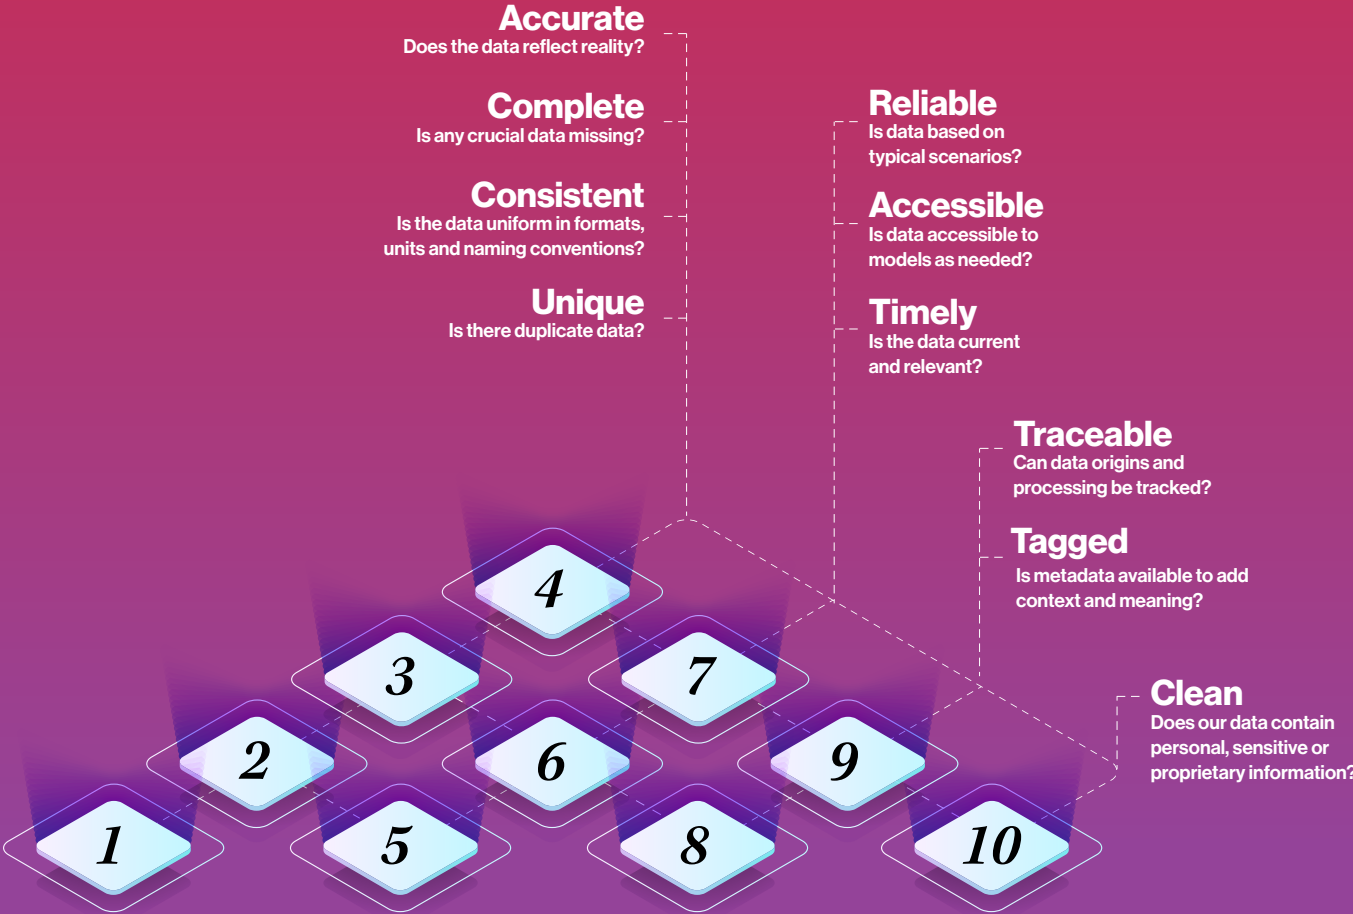 Accurate
Does the data reflect reality?
Complete
Is any crucial data missing?
Consistent
Is the data uniform in formats,
units and naming conventions?
Unique
Is there duplicate data?
Reliable
Is data based on
typical scenarios?
Accessible
Is data accessible to
models as needed?
Timely
Is the data current
and relevant?
Traceable
Can data origins and
processing be tracked?
Tagged
Is metadata available to add
context and meaning?
Clean
Does our data contain
personal, sensitive or
proprietary information?
4
3
7
2
6
9
1
5
8
10